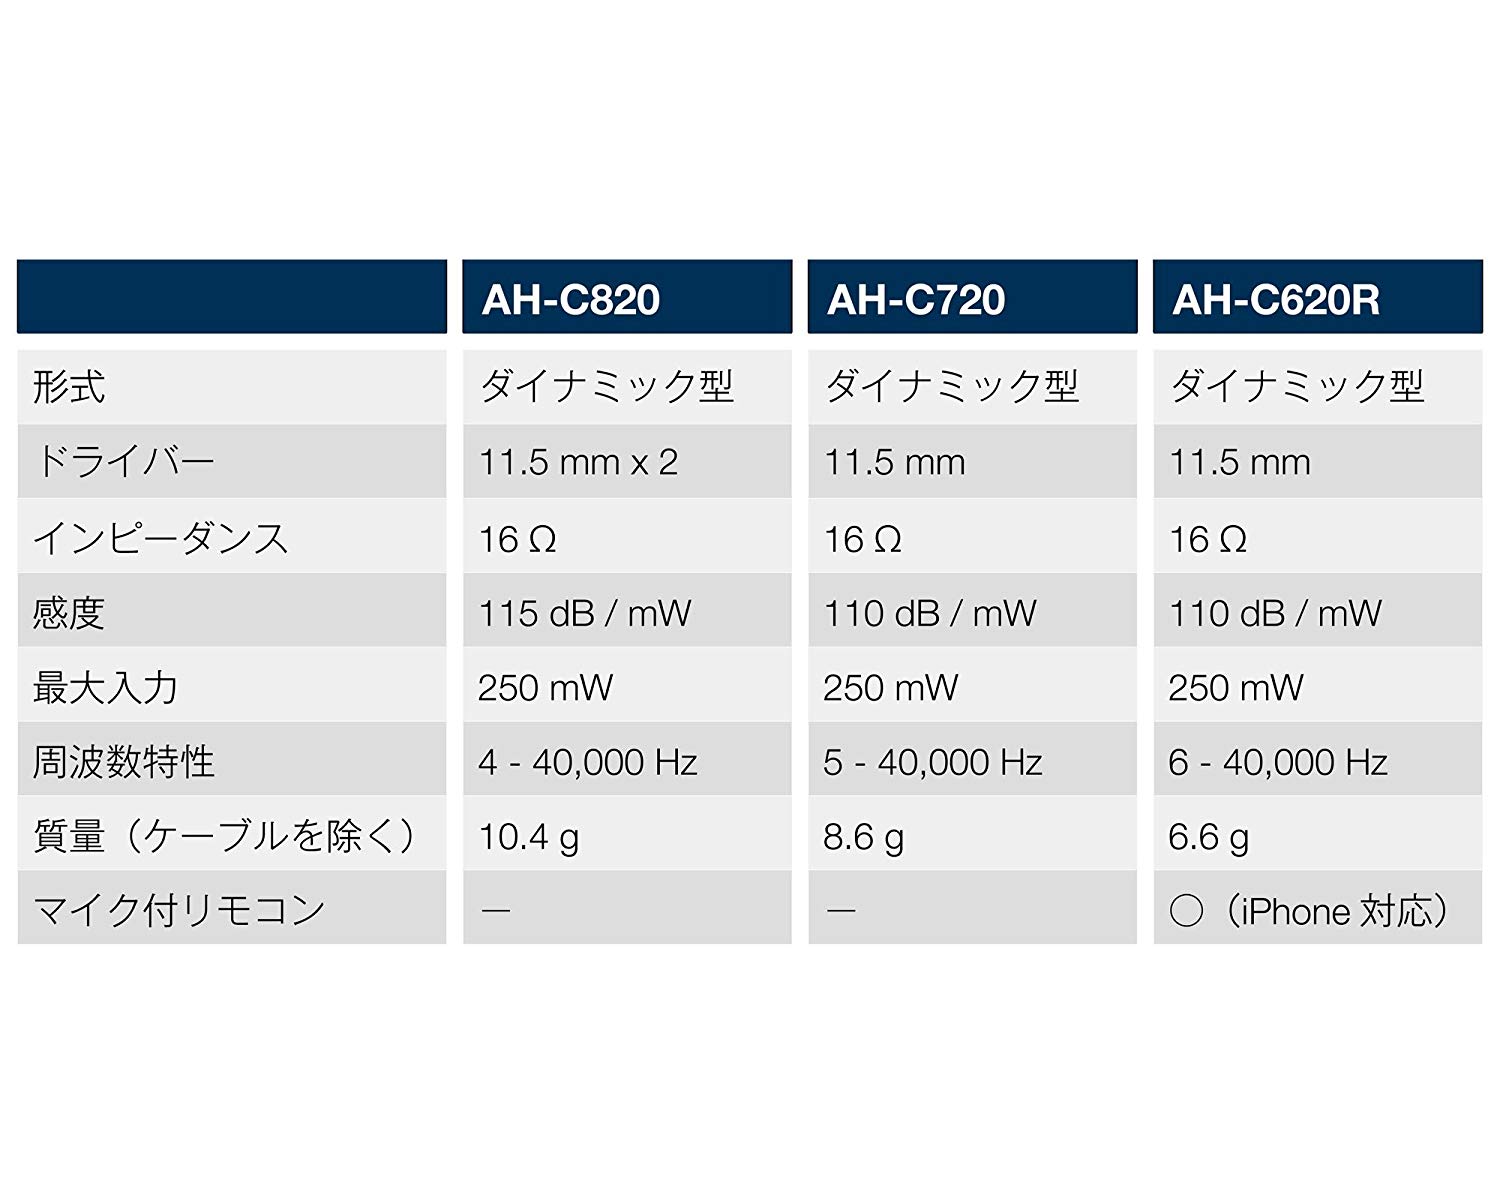 AH-C820 AH-C720 AH-C620R
形式 ダイナミック型 ダイナミック型 ダイナミック型
ドライバー 11.5 mm x 2 11.5 mm 11.5 mm
インピーダンス 16 Ω 16 Ω 16 Ω
感度 115 dB / mW 110 dB / mW 110 dB / mW
最大入力 250 mW 250 mW 250 mW
周波数特性 4 - 40,000 Hz 5 - 40,000 Hz 6 - 40,000 Hz
質量（ケーブルを除く） 10.4 g 8.6 g 6.6 g
マイク付リモコン — — ○（iPhone 対応）